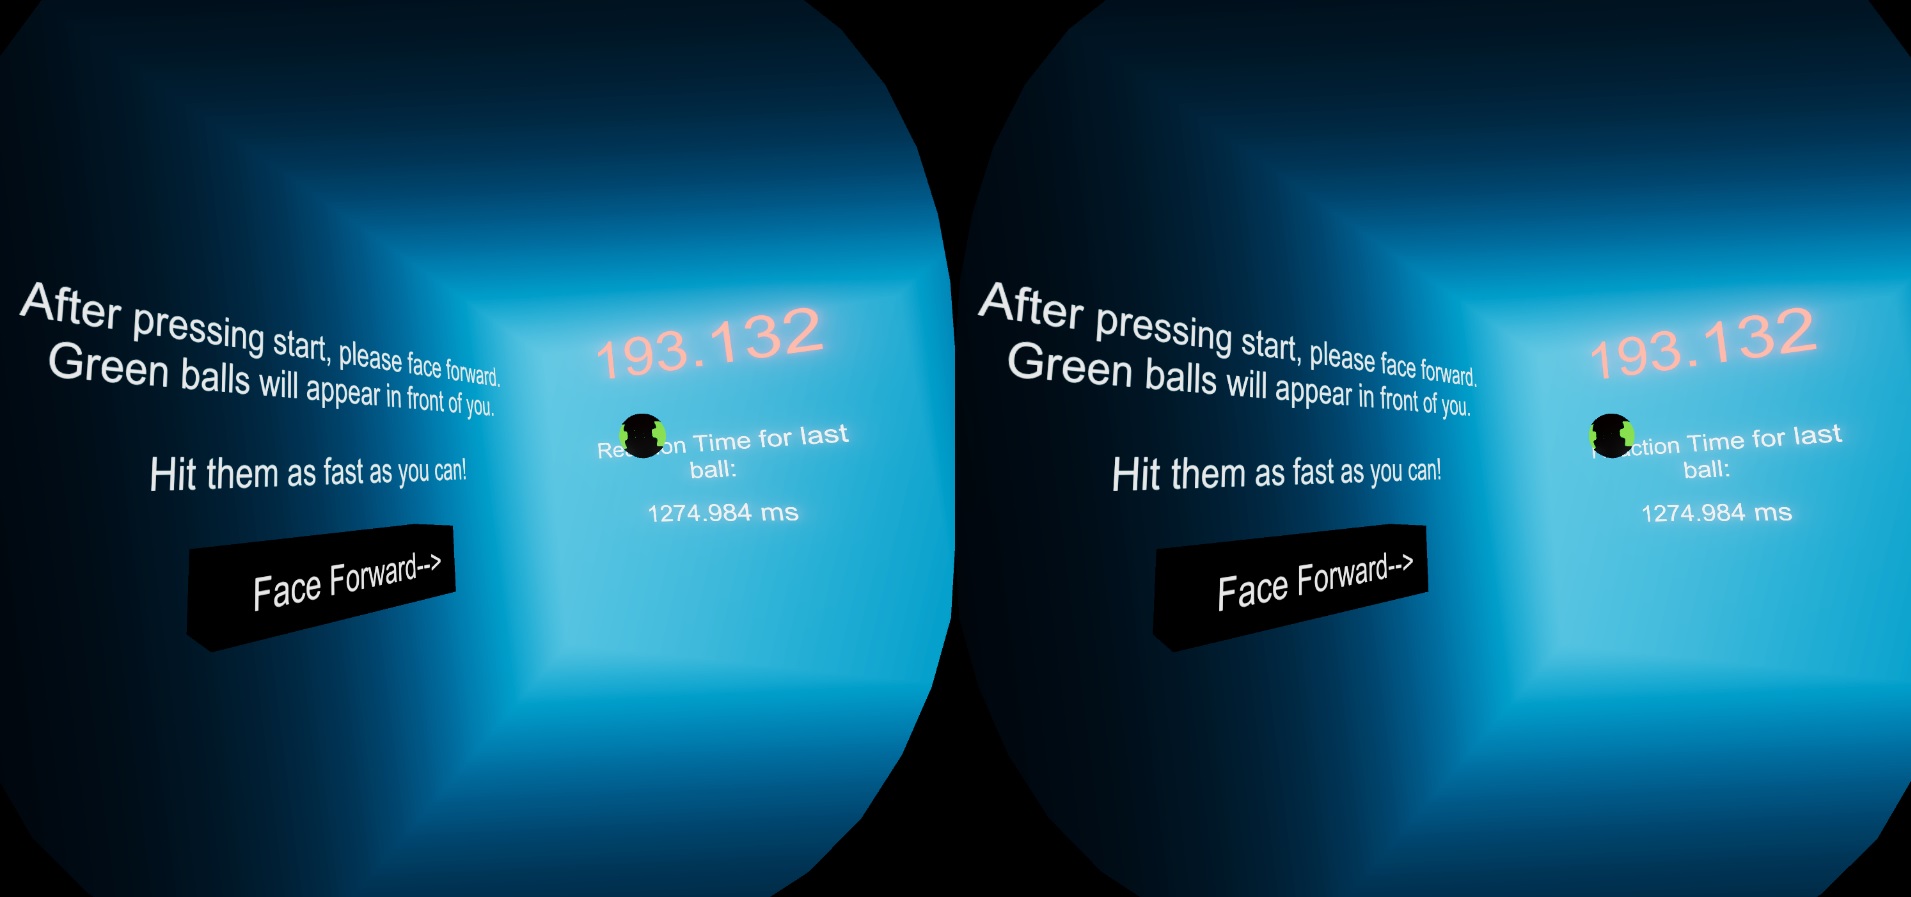 After pressing start, please face forward.
Green balls will appear in front of you.
Hit them as fast as you can!
Face Forward-->
193.132
Reaction Time for last
ball:
1274.984 ms
After pressing start, please face forward.
Green balls will appear in front of you.
Hit them as fast as you can!
Face Forward-->
193.132
Reaction Time for last
ball:
1274.984 ms